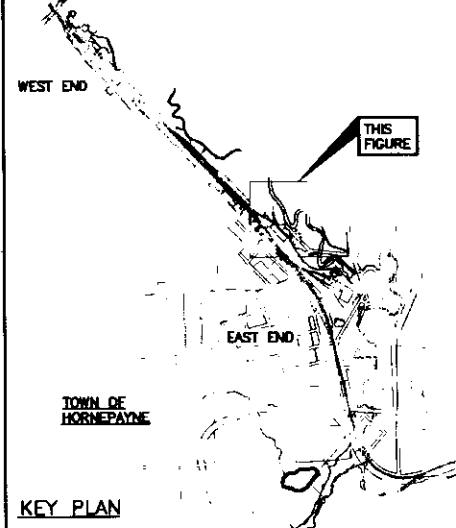 WEST END
THIS
FIGURE
EAST END
TOWN OF
HORNEPAYNE
KEY PLAN